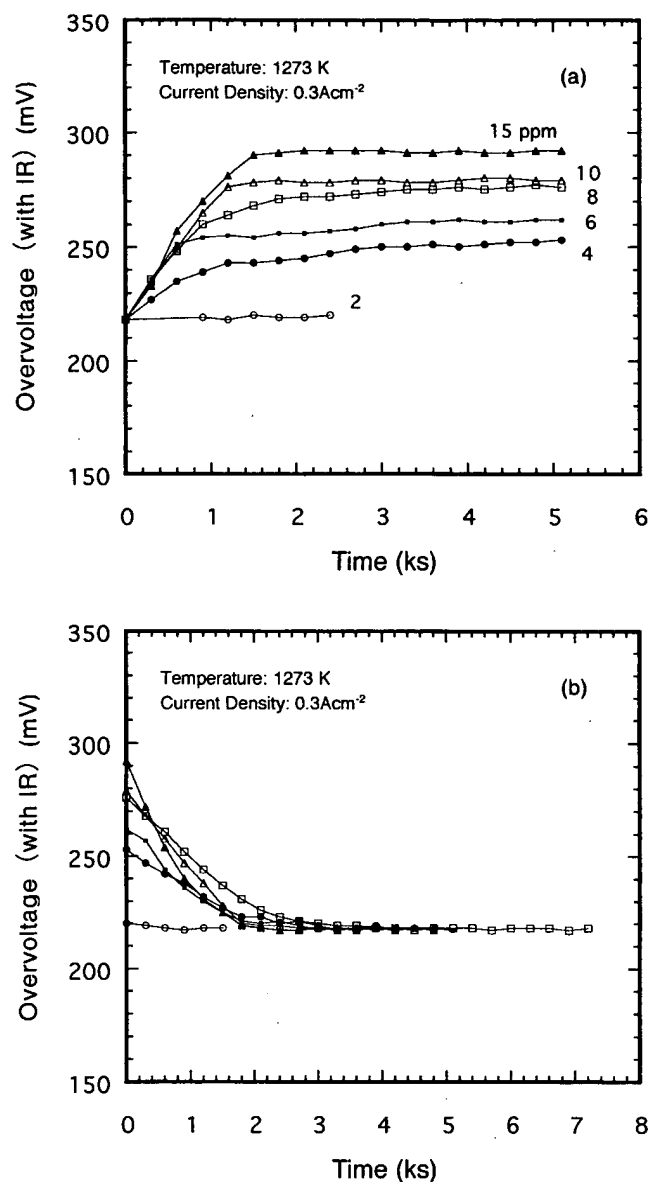 350
300
250
200
150
Overvoltage (with IR) (mV)
Temperature: 1273 K
Current Density: 0.3Acm⁻²
(a)
15 ppm
10
8
6
4
2
0 1 2 3 4 5 6
Time (ks)
350
300
250
200
150
Overvoltage (with IR) (mV)
Temperature: 1273 K
Current Density: 0.3Acm⁻²
(b)
0 1 2 3 4 5 6 7 8
Time (ks)